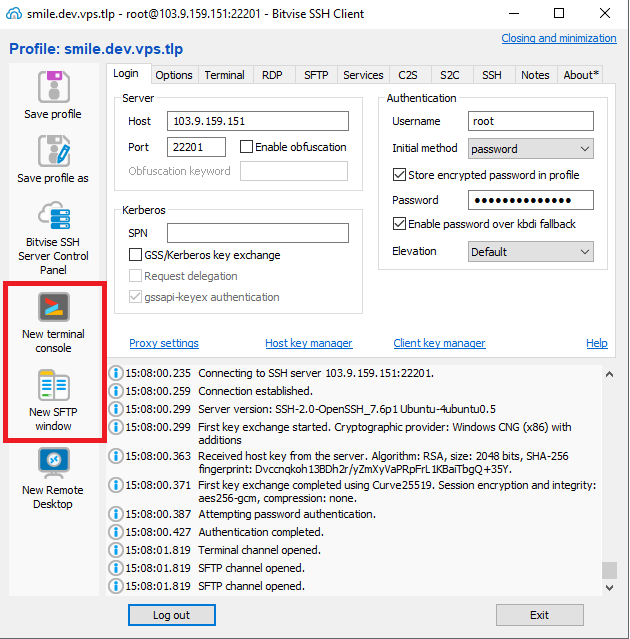 smile.dev.vps.tlp - root@103.9.159.151:22201 - Bitvise SSH Client
Closing and minimization
Profile: smile.dev.vps.tlp
Save profile
Save profile as
Bitvise SSH
Server Control
Panel
New terminal
console
New SFTP
window
New Remote
Desktop
Login Options Terminal RDP SFTP Services C2S S2C SSH Notes About*
Server
Host 103.9.159.151
Port 22201 Enable obfuscation
Obfuscation keyword
Kerberos
SPN
GSS/Kerberos key exchange
Request delegation
gssapi-keyex authentication
Authentication
Username root
Initial method password
Store encrypted password in profile
Password ••••••••••••••
Enable password over kbdi fallback
Elevation Default
Proxy settings Host key manager Client key manager Help
15:08:00.235 Connecting to SSH server 103.9.159.151:22201.
15:08:00.259 Connection established.
15:08:00.299 Server version: SSH-2.0-OpenSSH_7.6p1 Ubuntu-4ubuntu0.5
15:08:00.299 First key exchange started. Cryptographic provider: Windows CNG (x86) with
additions
15:08:00.363 Received host key from the server. Algorithm: RSA, size: 2048 bits, SHA-256
fingerprint: Dvccnqkoh13BDh2r/yZmXyVaPRpFrL1KBaiTbgQ+35Y.
15:08:00.371 First key exchange completed using Curve25519. Session encryption and integrity:
aes256-gcm, compression: none.
15:08:00.387 Attempting password authentication.
15:08:00.427 Authentication completed.
15:08:01.819 Terminal channel opened.
15:08:01.819 SFTP channel opened.
15:08:01.819 SFTP channel opened.
Log out Exit